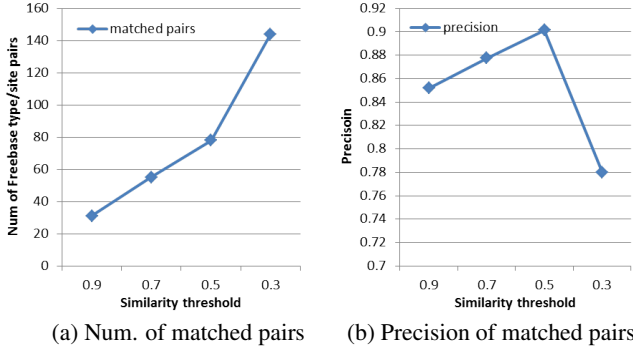 160
140
120
100
80
60
40
20
0
Num of Freebase type/site pairs
matched pairs
0.9 0.7 0.5 0.3
Similarity threshold
(a) Num. of matched pairs
0.92
0.9
0.88
0.86
0.84
0.82
0.8
0.78
0.76
0.74
0.72
0.7
Precisoin
precision
0.9 0.7 0.5 0.3
Similarity threshold
(b) Precision of matched pairs